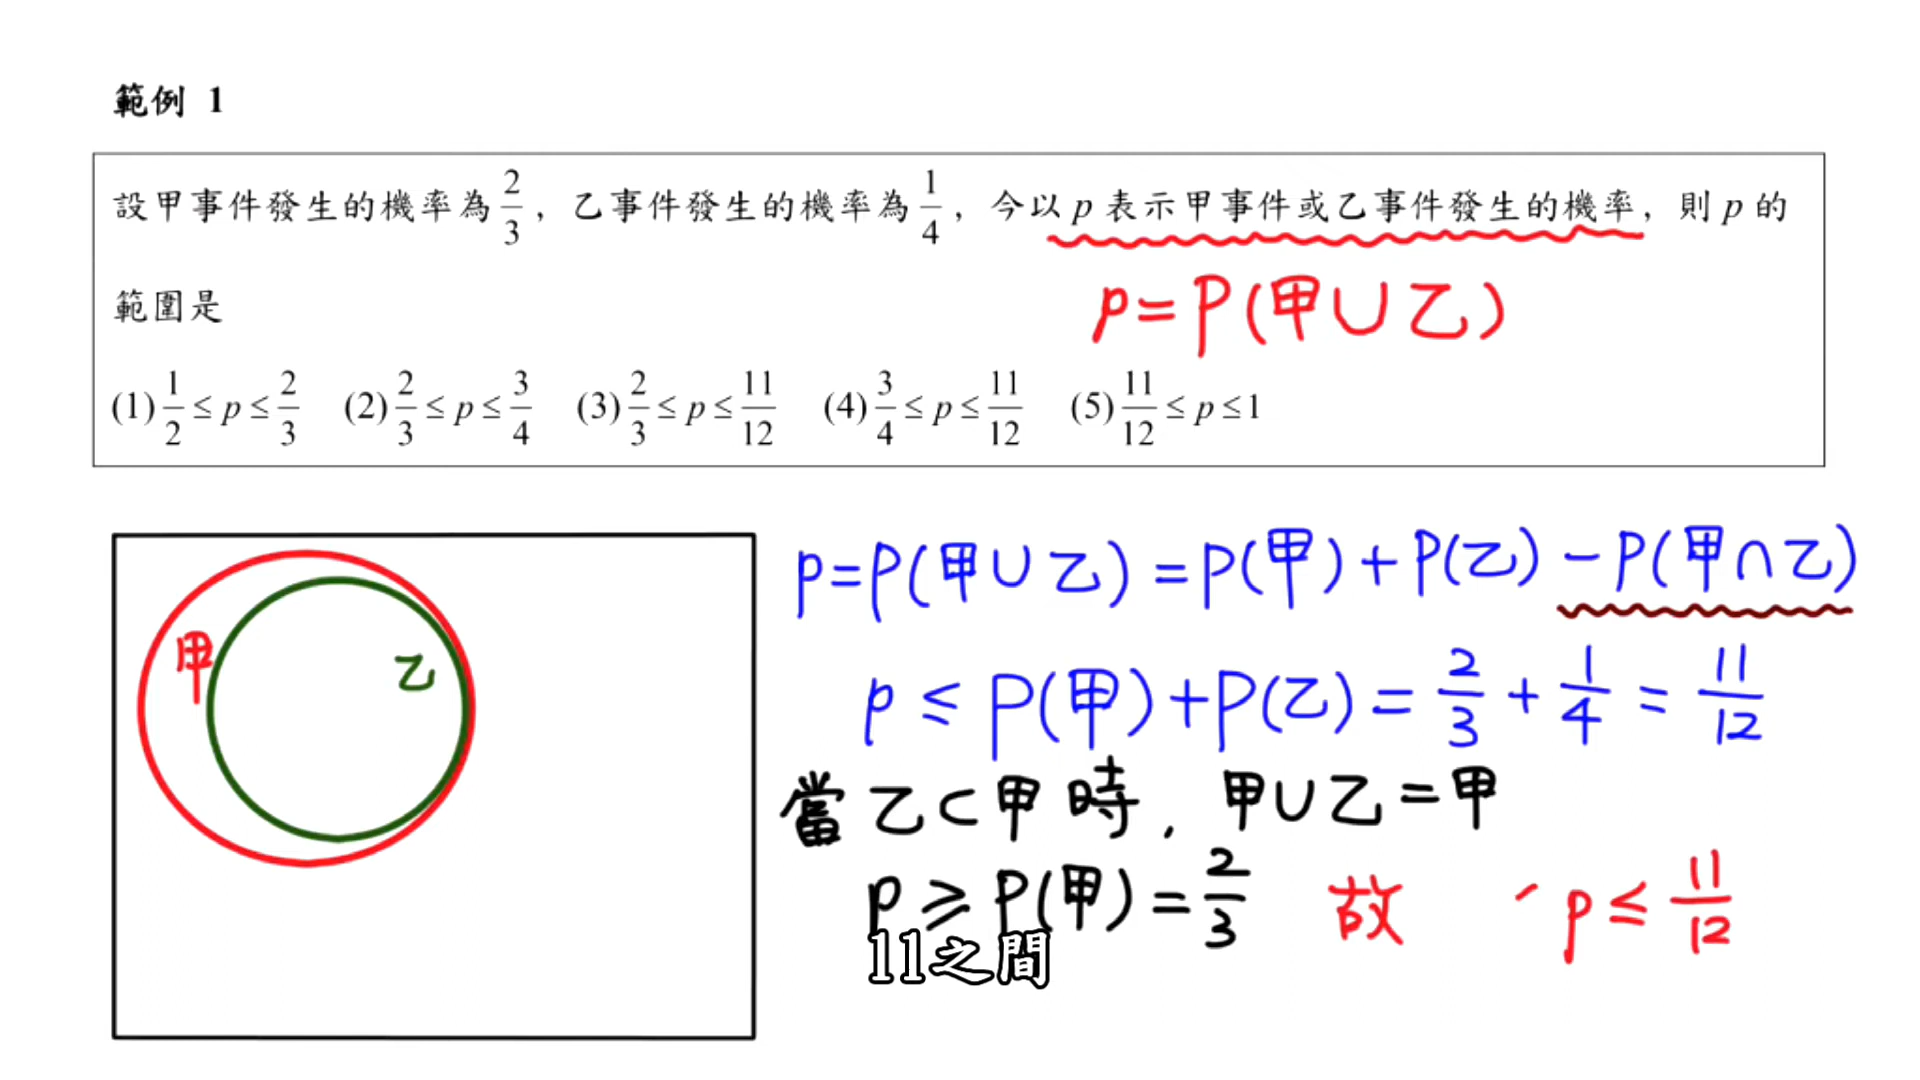 範例 1
設甲事件發生的機率為 2/3，乙事件發生的機率為 1/4，今以 p 表示甲事件或乙事件發生的機率，則 p 的
範圍是
p=P(甲∪乙)
(1) 1/2 ≤ p ≤ 2/3 (2) 2/3 ≤ p ≤ 3/4 (3) 2/3 ≤ p ≤ 11/12 (4) 3/4 ≤ p ≤ 11/12 (5) 11/12 ≤ p ≤ 1
甲 乙
p=P(甲∪乙)=P(甲)+P(乙)-P(甲∩乙)
p ≤ P(甲)+P(乙)= 2/3 + 1/4 = 11/12
當乙⊂甲時, 甲∪乙=甲
p ≥ P(甲)= 2/3 故 p ≤ 11/12
11之間